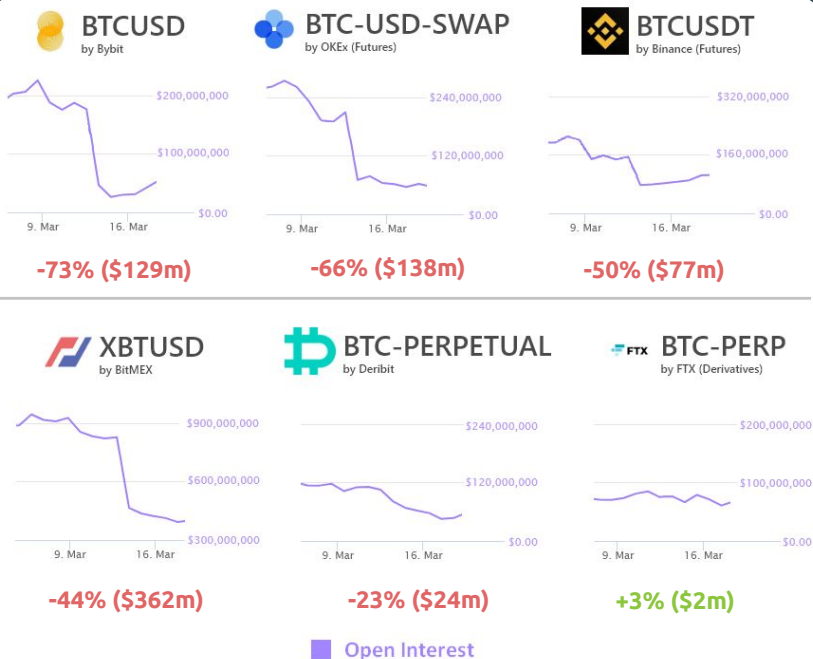 BTCUSD
by Bybit
$200,000,000
$100,000,000
$0.00
9. Mar 16. Mar
-73% ($129m)
BTC-USD-SWAP
by OKEx (Futures)
$240,000,000
$120,000,000
$0.00
9. Mar 16. Mar
-66% ($138m)
BTCUSDT
by Binance (Futures)
$320,000,000
$160,000,000
$0.00
9. Mar 16. Mar
-50% ($77m)
XBTUSD
by BitMEX
$900,000,000
$600,000,000
$300,000,000
9. Mar 16. Mar
-44% ($362m)
BTC-PERPETUAL
by Deribit
$240,000,000
$120,000,000
$0.00
9. Mar 16. Mar
-23% ($24m)
FTX BTC-PERP
by FTX (Derivatives)
$200,000,000
$100,000,000
$0.00
9. Mar 16. Mar
+3% ($2m)
Open Interest